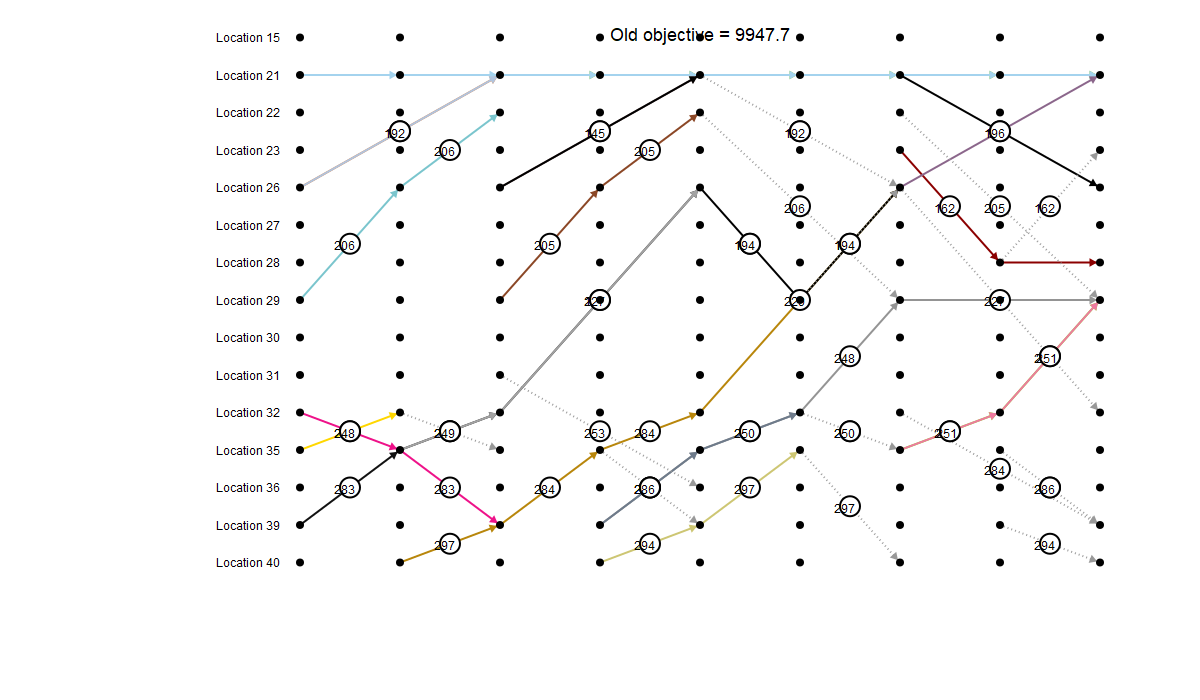 Old objective = 9947.7
Location 15
Location 21
Location 22
192
145
192
196
Location 23
206
205
Location 26
206
162
205
162
Location 27
206
205
194
194
Location 28
Location 29
Location 30
248
251
Location 31
Location 32
248
249
253
284
250
250
251
Location 35
284
Location 36
283
283
284
286
297
286
297
Location 39
297
294
294
Location 40